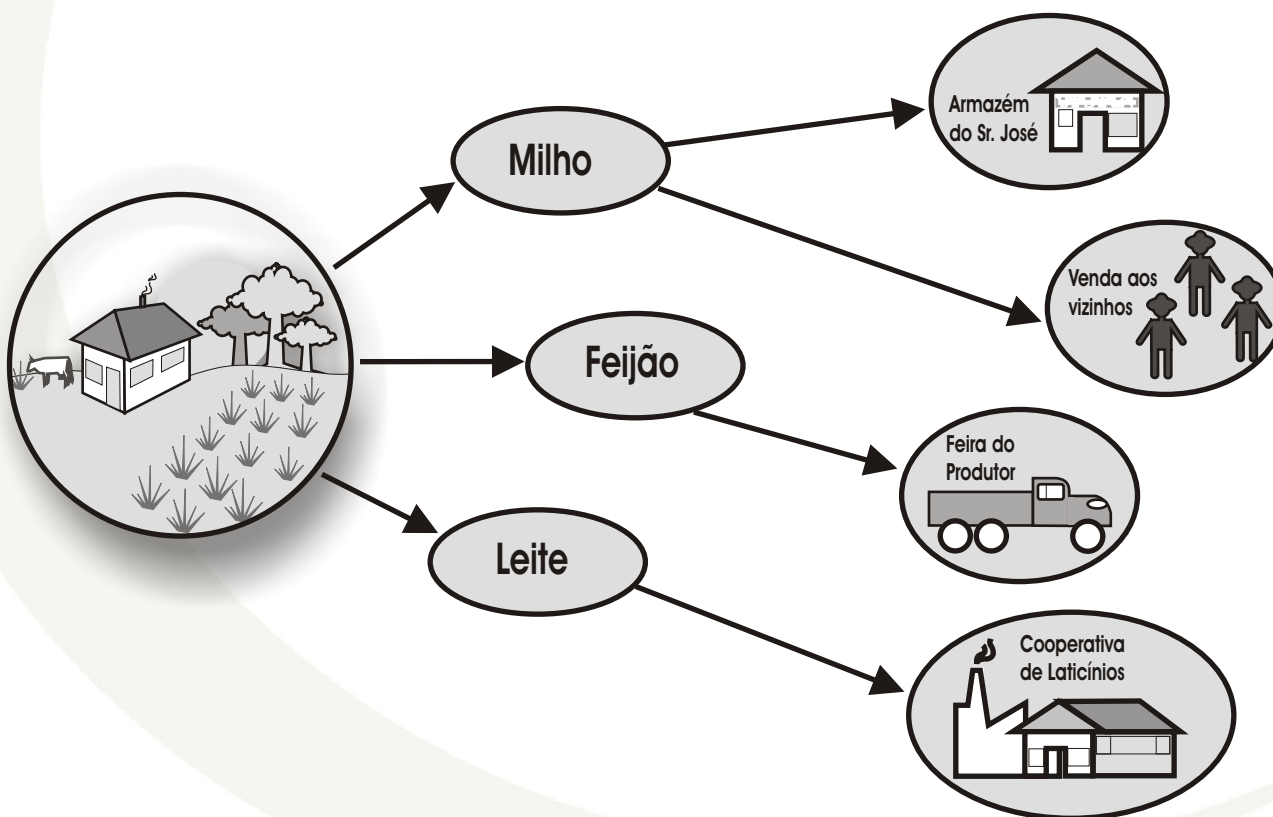 Armazém
do Sr. José
Milho
Venda aos
vizinhos
Feijão
Feira do
Produtor
Leite
Cooperativa
de Laticínios